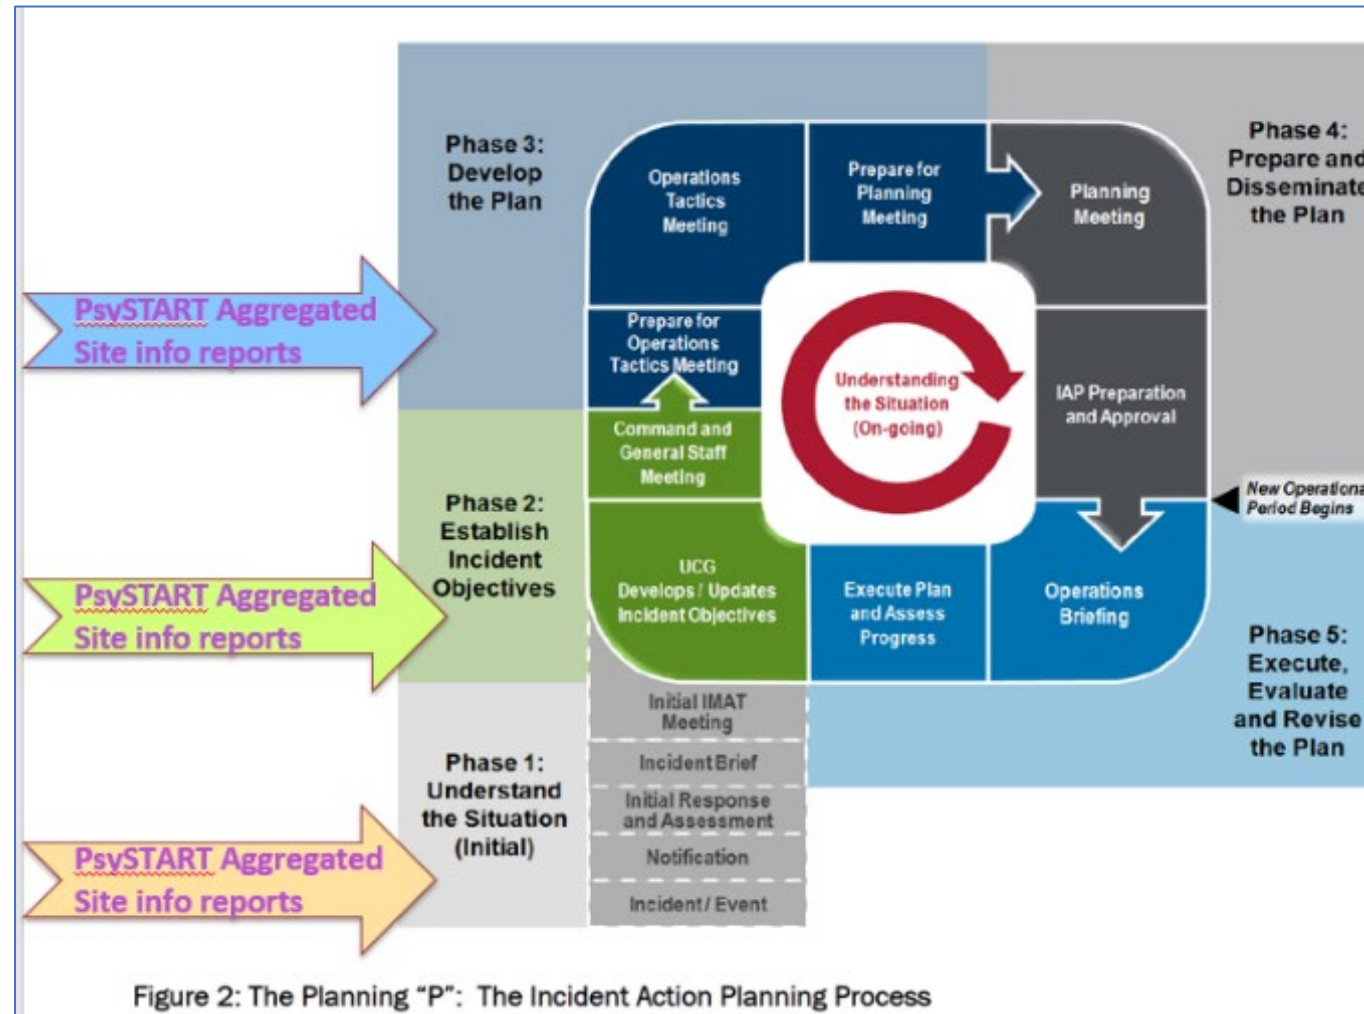 Phase 3:
Develop
the Plan
Operations
Tactics
Meeting
Prepare for
Planning
Meeting
Planning
Meeting
Phase 4:
Prepare and
Disseminate
the Plan
PsySTART Aggregated
Site info reports
Prepare for
Operations
Tactics Meeting
Understanding
the Situation
(On-going)
IAP Preparation
and Approval
Command and
General Staff
Meeting
Phase 2:
Establish
Incident
Objectives
New Operationa
Period Begins
PsySTART Aggregated
Site info reports
UCG
Develops / Updates
Incident Objectives
Execute Plan
and Assess
Progress
Operations
Briefing
Phase 5:
Execute,
Evaluate
and Revise
the Plan
Initial IMAT
Meeting
Incident Brief
Initial Response
and Assessment
Notification
Incident / Event
Phase 1:
Understand
the Situation
(Initial)
PsySTART Aggregated
Site info reports
Figure 2: The Planning “P”: The Incident Action Planning Process